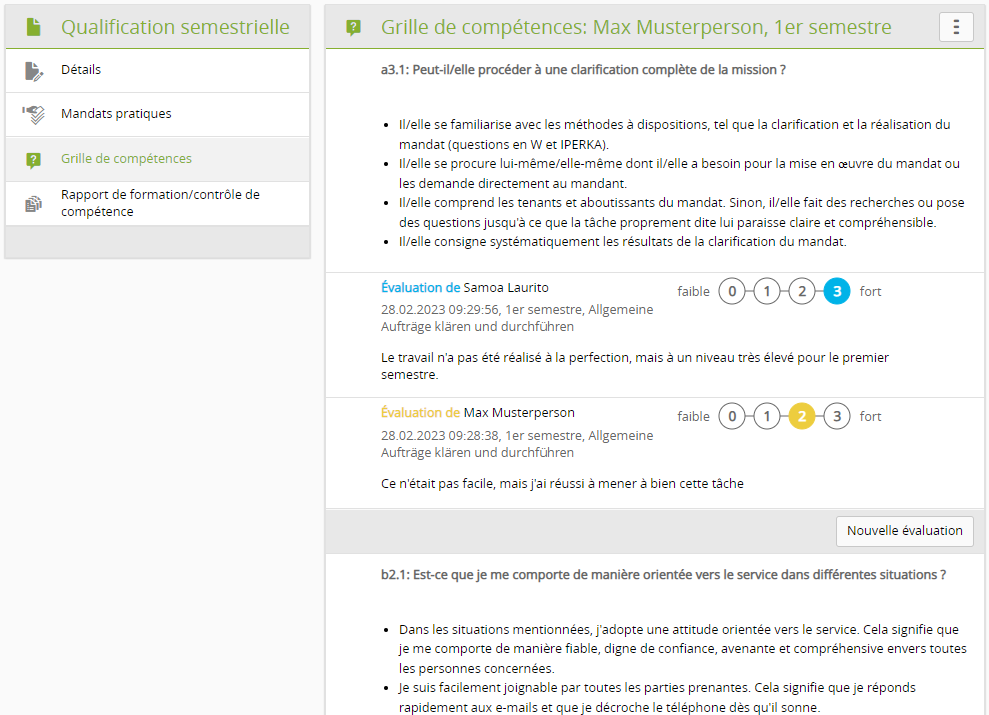 Qualification semestrielle
Détails
Mandats pratiques
Grille de compétences
Rapport de formation/contrôle de
compétence
Grille de compétences: Max Musterperson, 1er semestre
a3.1: Peut-il/elle procéder à une clarification complète de la mission ?
• Il/elle se familiarise avec les méthodes à dispositions, tel que la clarification et la réalisation du
mandat (questions en W et IPERKA).
• Il/elle se procure lui-même/elle-même dont il/elle a besoin pour la mise en œuvre du mandat ou
les demande directement au mandant.
• Il/elle comprend les tenants et aboutissants du mandat. Sinon, il/elle fait des recherches ou pose
des questions jusqu'à ce que la tâche proprement dite lui paraisse claire et compréhensible.
• Il/elle consigne systématiquement les résultats de la clarification du mandat.
Évaluation de Samoa Laurito
faible 0 1 2 3 fort
28.02.2023 09:29:56, 1er semestre, Allgemeine
Aufträge klären und durchführen
Le travail n'a pas été réalisé à la perfection, mais à un niveau très élevé pour le premier
semestre.
Évaluation de Max Musterperson
faible 0 1 2 3 fort
28.02.2023 09:28:38, 1er semestre, Allgemeine
Aufträge klären und durchführen
Ce n'était pas facile, mais j'ai réussi à mener à bien cette tâche
Nouvelle évaluation
b2.1: Est-ce que je me comporte de manière orientée vers le service dans différentes situations ?
• Dans les situations mentionnées, j'adopte une attitude orientée vers le service. Cela signifie que
je me comporte de manière fiable, digne de confiance, avenante et compréhensive envers toutes
les personnes concernées.
• Je suis facilement joignable par toutes les parties prenantes. Cela signifie que je réponds
rapidement aux e-mails et que je décroche le téléphone dès qu'il sonne.